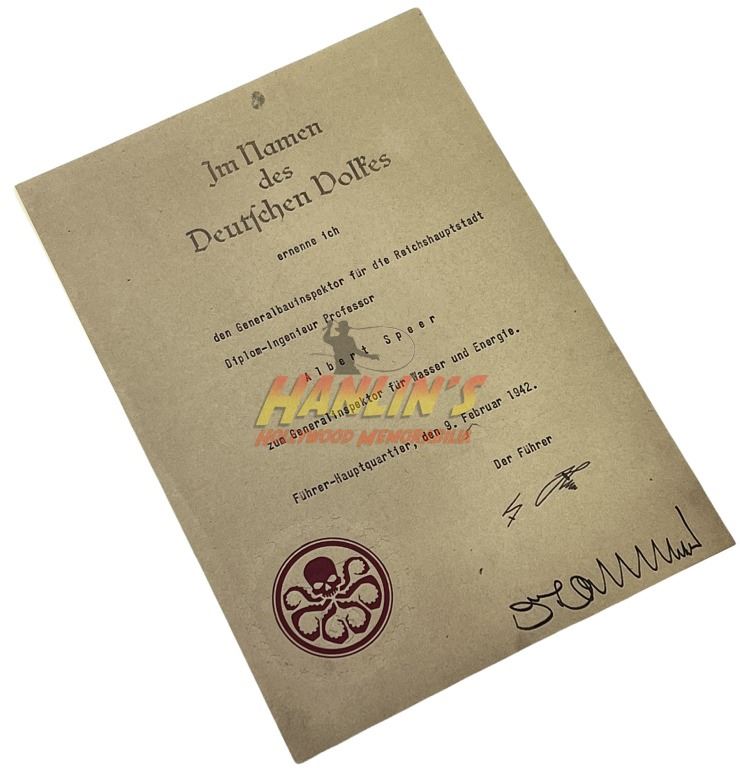 Im Namen
des
Deutschen Volkes
ernenne ich
den Generalbauinspektor für die Reichshauptstadt
Diplom-Ingenieur Professor
Albert Speer
HANLIN'S
HOLLYWOOD MEMORABILIA
zum Generalinspektor für Wasser und Energie.
Führer-Hauptquartier, den 9. Februar 1942.
Der Führer